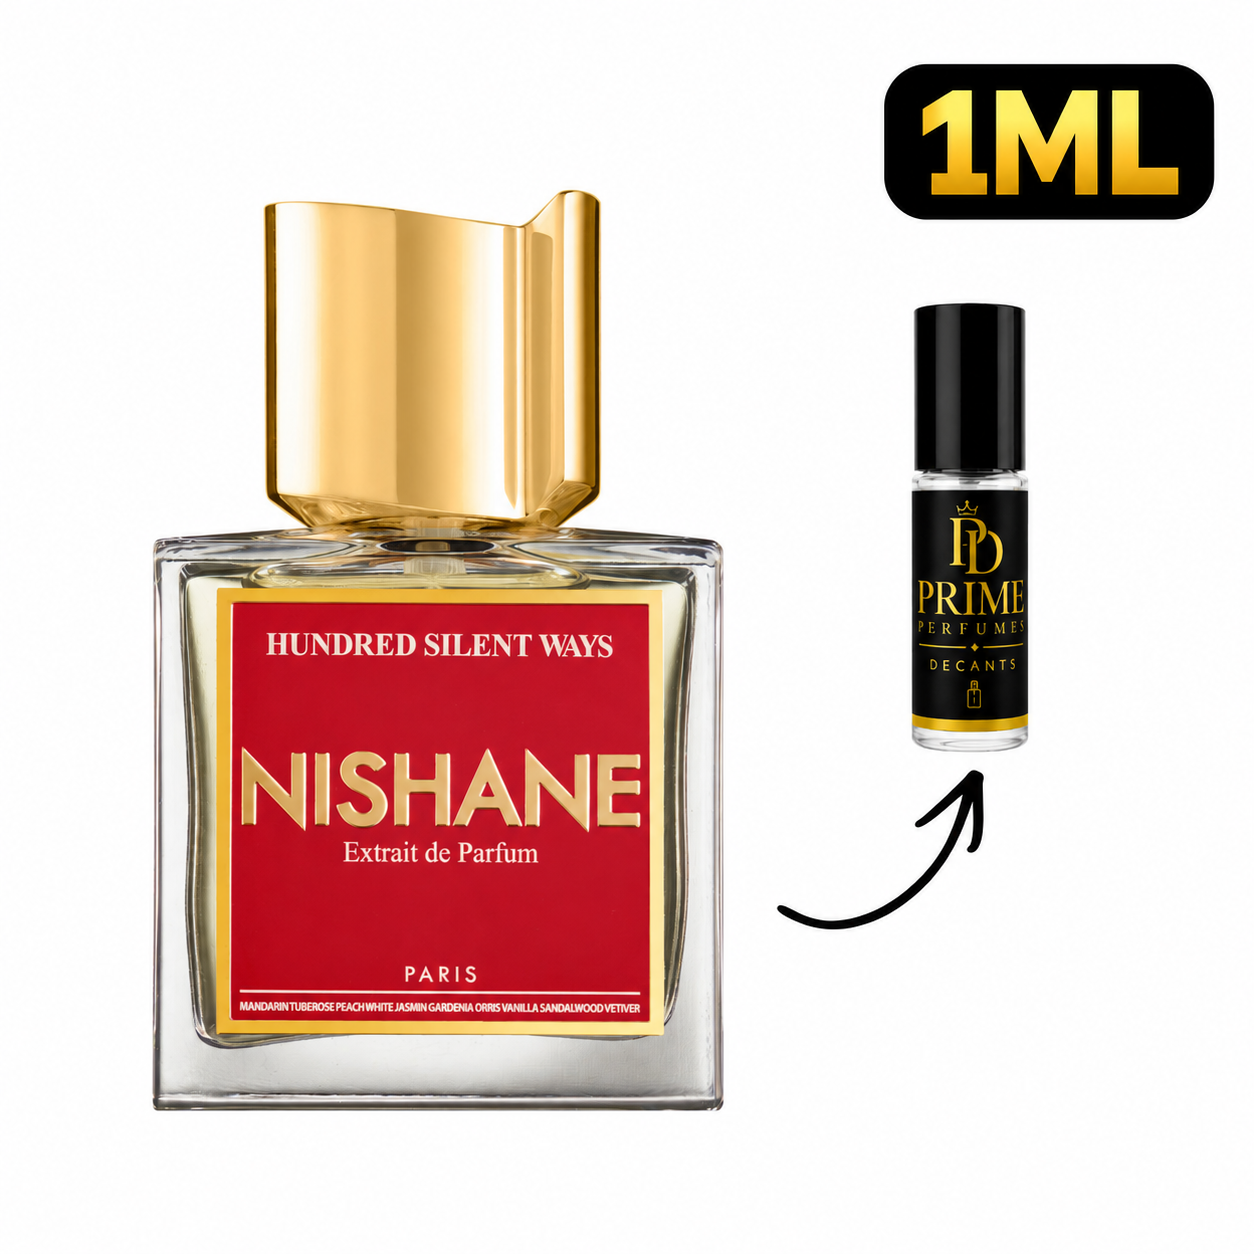 1ML
HUNDRED SILENT WAYS
NISHANE
Extrait de Parfum
PARIS
MANDARIN TUBEROSE PEACH WHITE JASMIN GARDENIA ORRIS VANILLA SANDALWOOD VETIVER
PD
PRIME
PERFUMES
DECANTS